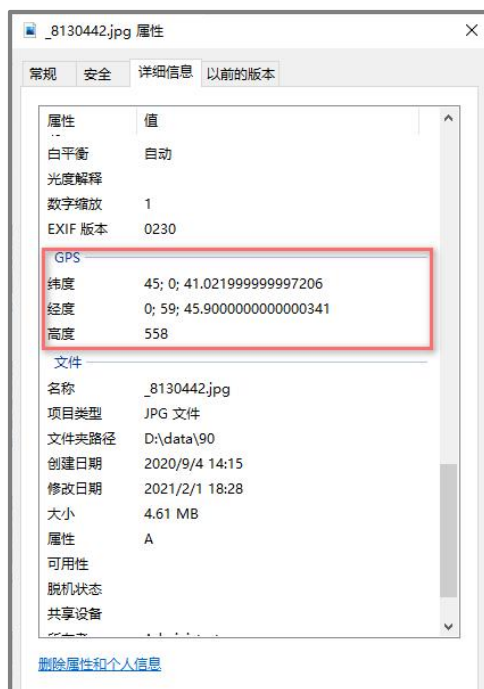 _8130442.jpg 属性
常规 安全 详细信息 以前的版本
属性 值
白平衡 自动
光度解释
数字缩放 1
EXIF 版本 0230
GPS
纬度 45; 0; 41.021999999997206
经度 0; 59; 45.9000000000000341
高度 558
文件
名称 _8130442.jpg
项目类型 JPG 文件
文件夹路径 D:\data\90
创建日期 2020/9/4 14:15
修改日期 2021/2/1 18:28
大小 4.61 MB
属性 A
可用性
脱机状态
共享设备
删除属性和个人信息